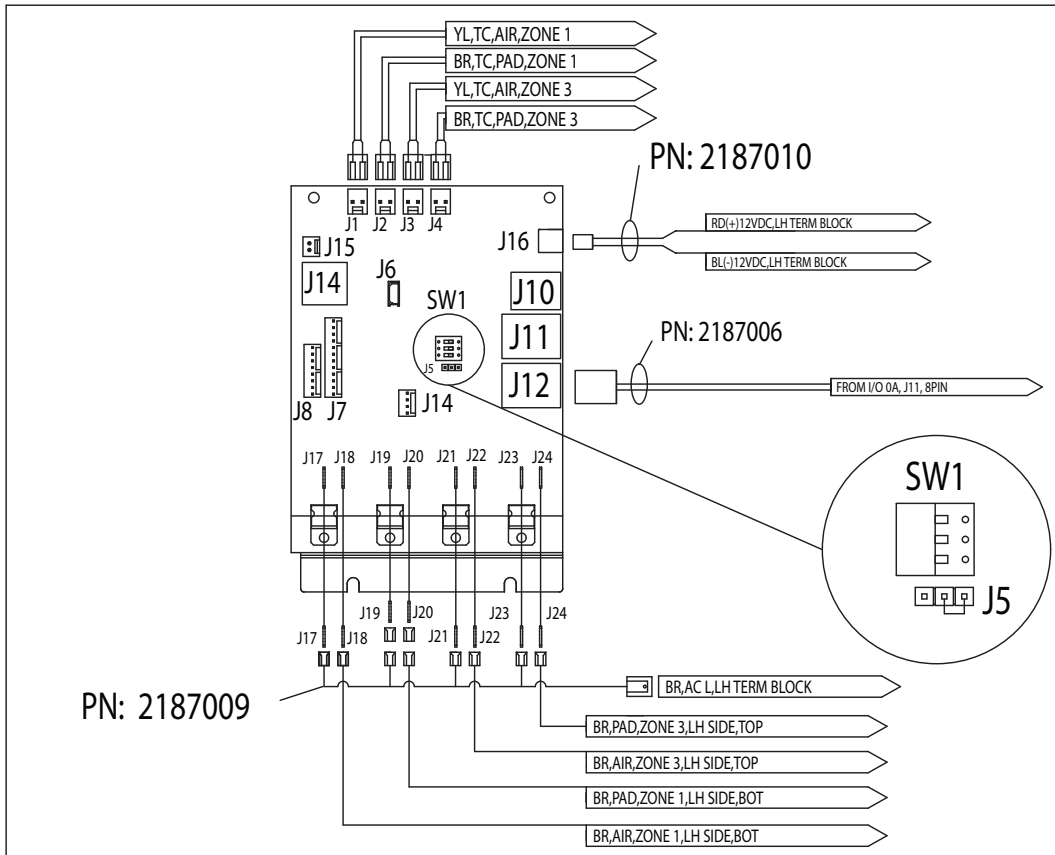 YL,TC,AIR,ZONE 1
BR,TC,PAD,ZONE 1
YL,TC,AIR,ZONE 3
BR,TC,PAD,ZONE 3
PN: 2187010
J1 J2 J3 J4
J16
RD(+)12VDC,LH TERM BLOCK
BL(-)12VDC,LH TERM BLOCK
J15
J14
J6
SW1
J5
J10
J11
J12
PN: 2187006
FROM I/O 0A, J11, 8PIN
J8 J7
J14
J17 J18 J19 J20 J21 J22 J23 J24
SW1
J5
J19 J20 J23 J24
J17 J18 J21 J22
PN: 2187009
BR,AC L,LH TERM BLOCK
BR,PAD,ZONE 3,LH SIDE,TOP
BR,AIR,ZONE 3,LH SIDE,TOP
BR,PAD,ZONE 1,LH SIDE,BOT
BR,AIR,ZONE 1,LH SIDE,BOT